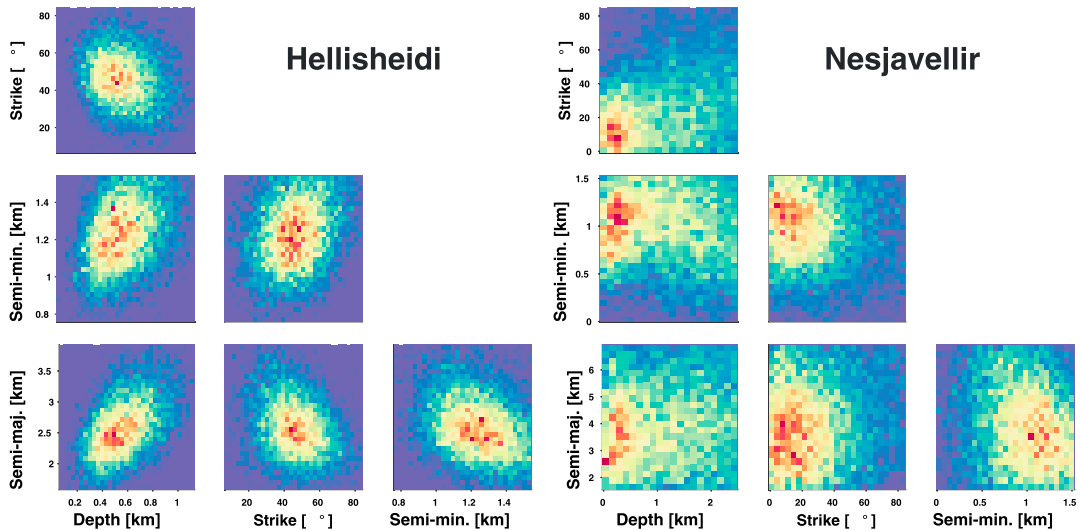 Hellisheidi
Nesjavellir
80
60
40
20
Strike [ °]
80
60
40
20
0
Strike [ °]
1.4
1.2
1
0.8
Semi-min. [km]
1.5
1
0.5
0
Semi-min. [km]
3.5
3
2.5
2
Semi-maj. [km]
6
5
4
3
2
Semi-maj. [km]
0.2 0.4 0.6 0.8 1
20 40 60 80
0.8 1 1.2 1.4
0 1 2
0 20 40 60 80
0 0.5 1 1.5
Depth [km]
Strike [ °]
Semi-min. [km]
Depth [km]
Strike [ °]
Semi-min. [km]